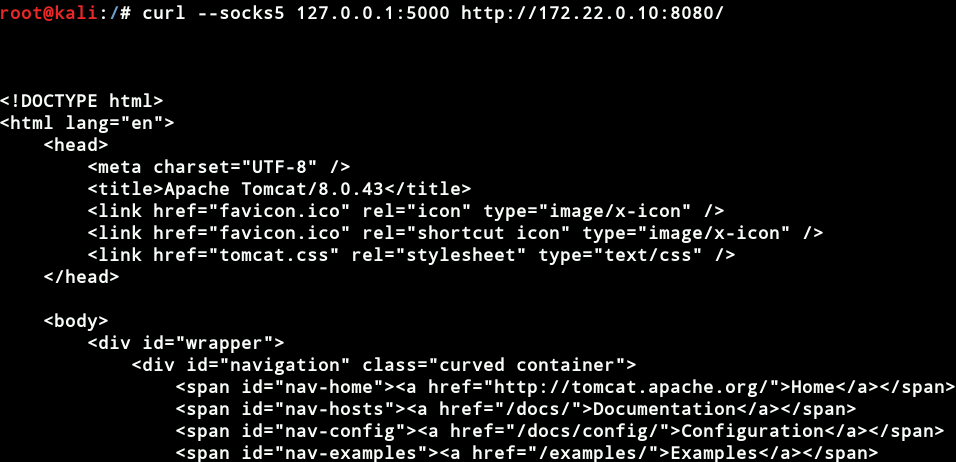 root@kali:/# curl --socks5 127.0.0.1:5000 http://172.22.0.10:8080/
<!DOCTYPE html>
<html lang="en">
    <head>
        <meta charset="UTF-8" />
        <title>Apache Tomcat/8.0.43</title>
        <link href="favicon.ico" rel="icon" type="image/x-icon" />
        <link href="favicon.ico" rel="shortcut icon" type="image/x-icon" />
        <link href="tomcat.css" rel="stylesheet" type="text/css" />
    </head>
    <body>
        <div id="wrapper">
            <div id="navigation" class="curved container">
                <span id="nav-home"><a href="http://tomcat.apache.org/">Home</a></span>
                <span id="nav-hosts"><a href="/docs/">Documentation</a></span>
                <span id="nav-config"><a href="/docs/config/">Configuration</a></span>
                <span id="nav-examples"><a href="/examples/">Examples</a></span>